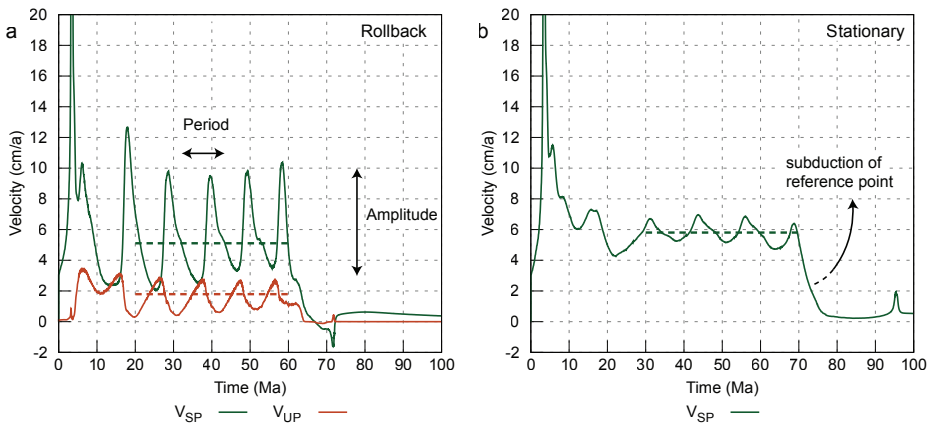 a
Rollback
20
18
16
14
12
10
8
6
4
2
0
-2
Velocity (cm/a)
Period
Amplitude
0 10 20 30 40 50 60 70 80 90 100
Time (Ma)
VSP VUP
b
Stationary
20
18
16
14
12
10
8
6
4
2
0
-2
Velocity (cm/a)
subduction of
reference point
0 10 20 30 40 50 60 70 80 90 100
Time (Ma)
VSP